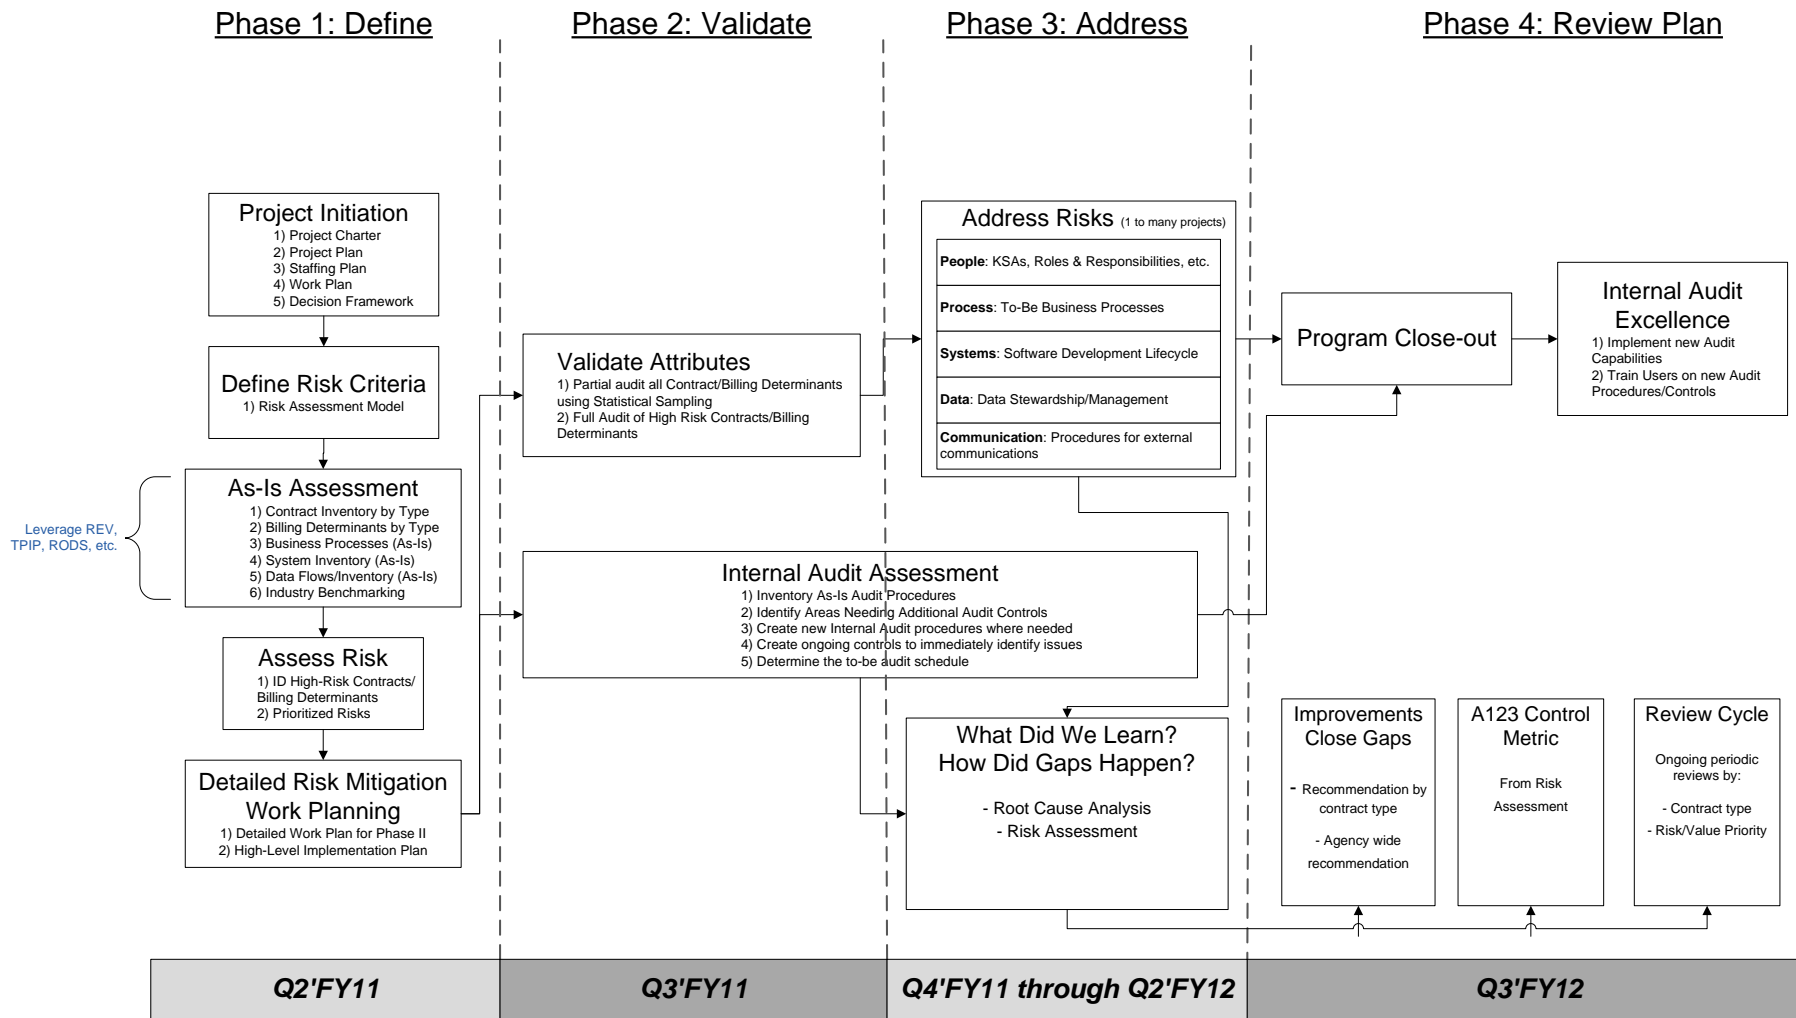 Phase 1: Define
Phase 2: Validate
Phase 3: Address
Phase 4: Review Plan
Project Initiation
1) Project Charter
2) Project Plan
3) Staffing Plan
4) Work Plan
5) Decision Framework
Define Risk Criteria
1) Risk Assessment Model
As-Is Assessment
1) Contract Inventory by Type
2) Billing Determinants by Type
3) Business Processes (As-Is)
4) System Inventory (As-Is)
5) Data Flows/Inventory (As-Is)
6) Industry Benchmarking
Leverage REV,
TPIP, RODS, etc.
Assess Risk
1) ID High-Risk Contracts/
Billing Determinants
2) Prioritized Risks
Detailed Risk Mitigation
Work Planning
1) Detailed Work Plan for Phase II
2) High-Level Implementation Plan
Validate Attributes
1) Partial audit all Contract/Billing Determinants
using Statistical Sampling
2) Full Audit of High Risk Contracts/Billing
Determinants
Internal Audit Assessment
1) Inventory As-Is Audit Procedures
2) Identify Areas Needing Additional Audit Controls
3) Create new Internal Audit procedures where needed
4) Create ongoing controls to immediately identify issues
5) Determine the to-be audit schedule
Address Risks (1 to many projects)
People: KSAs, Roles & Responsibilities, etc.
Process: To-Be Business Processes
Systems: Software Development Lifecycle
Data: Data Stewardship/Management
Communication: Procedures for external
communications
What Did We Learn?
How Did Gaps Happen?
- Root Cause Analysis
- Risk Assessment
Program Close-out
Internal Audit
Excellence
1) Implement new Audit
Capabilities
2) Train Users on new Audit
Procedures/Controls
Improvements
Close Gaps
- Recommendation by
contract type
- Agency wide
recommendation
A123 Control
Metric
From Risk
Assessment
Review Cycle
Ongoing periodic
reviews by:
- Contract type
- Risk/Value Priority
Q2'FY11
Q3'FY11
Q4'FY11 through Q2'FY12
Q3'FY12